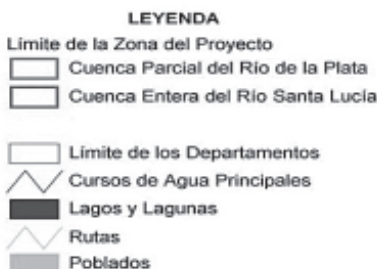 LEYENDA
Límite de la Zona del Proyecto
Cuenca Parcial del Río de la Plata
Cuenca Entera del Río Santa Lucía
Límite de los Departamentos
Cursos de Agua Principales
Lagos y Lagunas
Rutas
Poblados